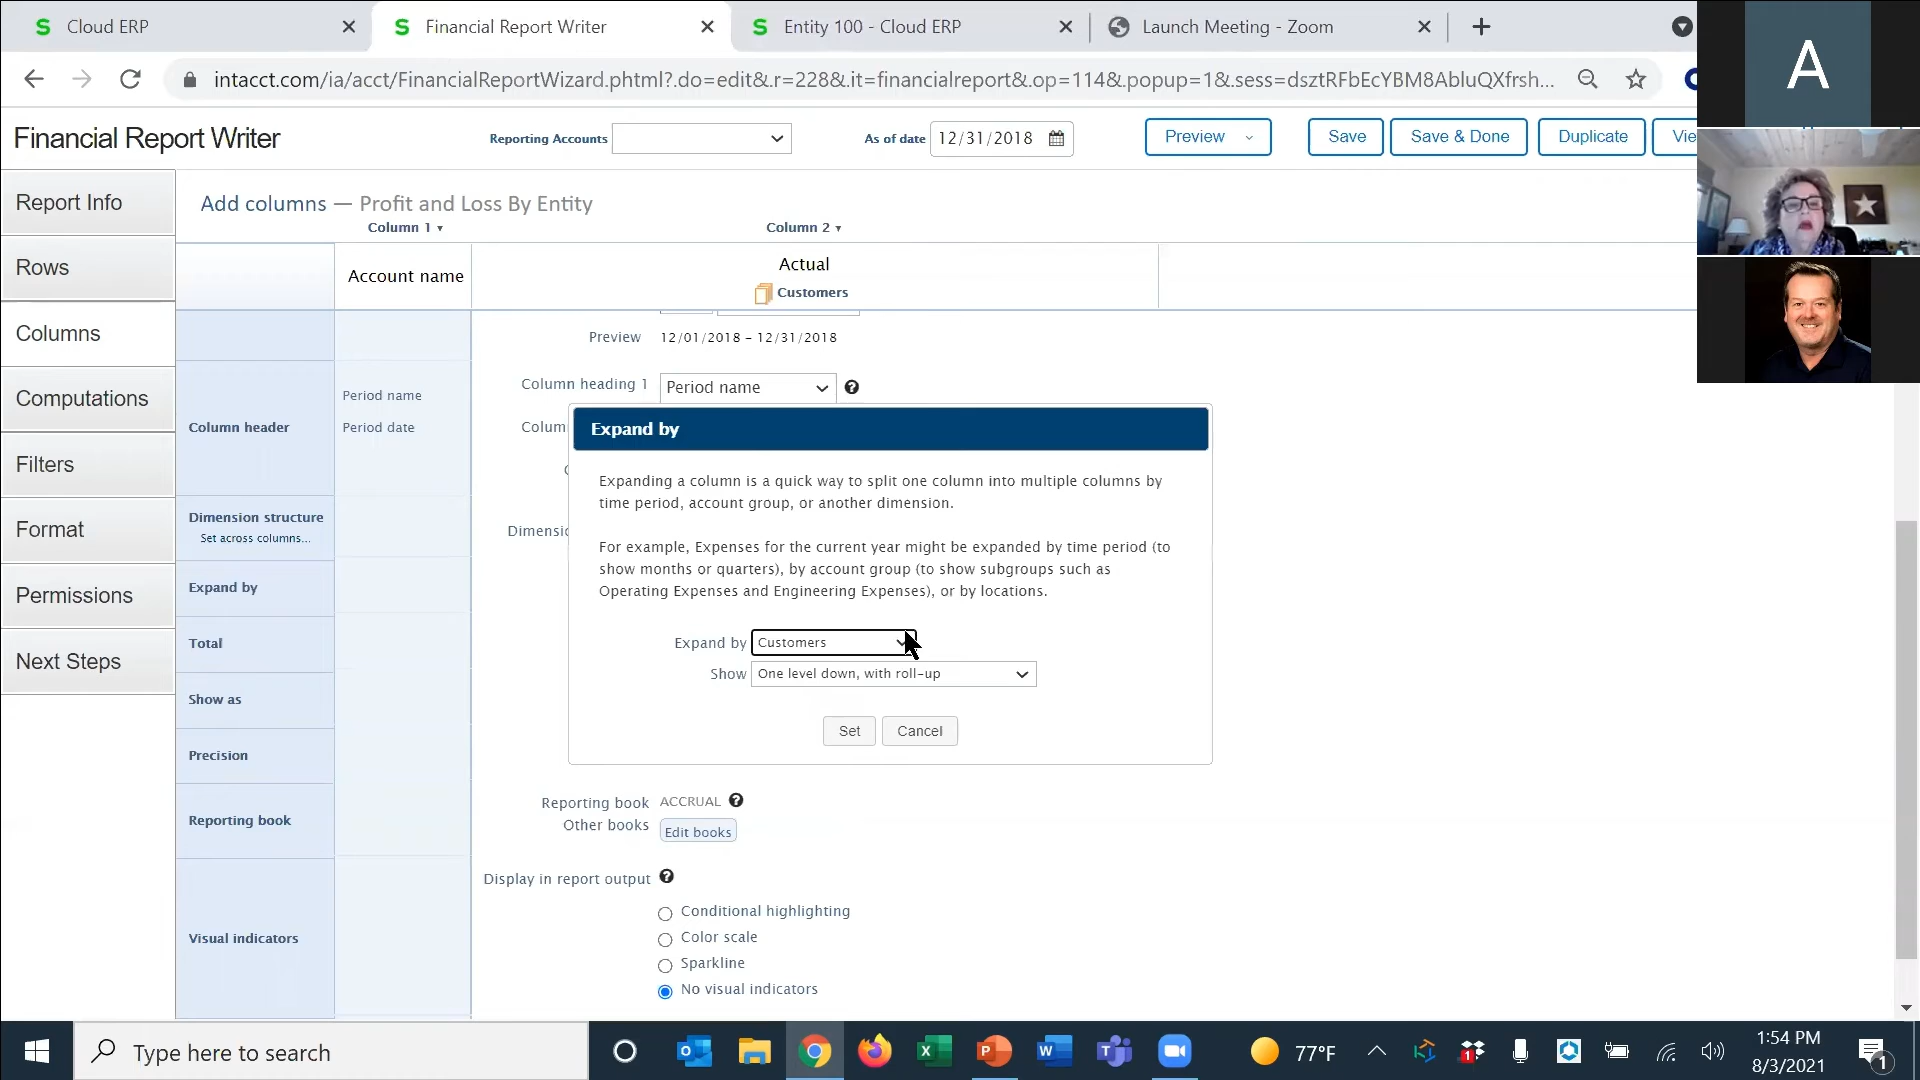 Cloud ERP
Financial Report Writer
Entity 100 - Cloud ERP
Launch Meeting - Zoom
intacct.com/ia/acct/FinancialReportWizard.phtml?.do=edit&.r=228&.it=financialreport&.op=114&.popup=1&.sess=dsztRFbEcYBM8AbluQXfrsh...
A
Financial Report Writer
Reporting Accounts
As of date
12/31/2018
Preview
Save
Save & Done
Duplicate
Vie
Report Info
Rows
Columns
Computations
Filters
Format
Permissions
Next Steps
Add columns — Profit and Loss By Entity
Column 1
Column 2
Account name
Actual
Customers
Preview
12/01/2018 – 12/31/2018
Column heading 1
Period name
Colum
Column header
Period name
Period date
Dimension structure
Set across columns...
Dimensio
Expand by
Total
Show as
Precision
Reporting book
Visual indicators
Expand by
Expanding a column is a quick way to split one column into multiple columns by
time period, account group, or another dimension.
For example, Expenses for the current year might be expanded by time period (to
show months or quarters), by account group (to show subgroups such as
Operating Expenses and Engineering Expenses), or by locations.
Expand by
Customers
Show
One level down, with roll-up
Set
Cancel
Reporting book
ACCRUAL
Other books
Edit books
Display in report output
Conditional highlighting
Color scale
Sparkline
No visual indicators
Type here to search
77°F
1:54 PM
8/3/2021
1